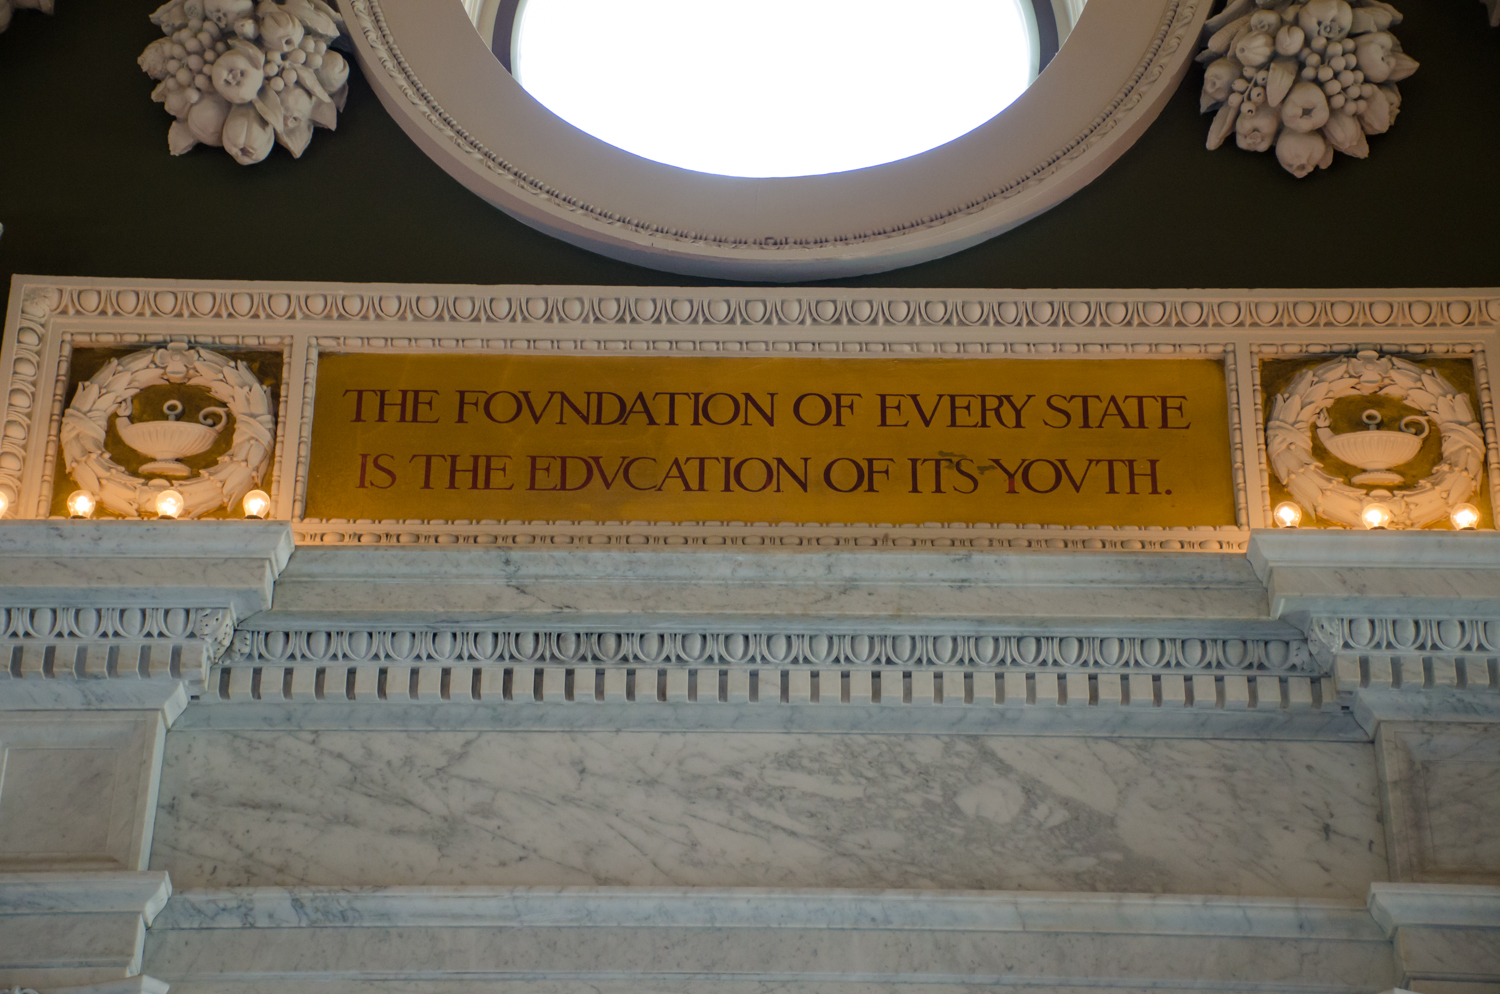 THE FOVNDATION OF EVERY STATE
IS THE EDVCATION OF ITS YOVTH.